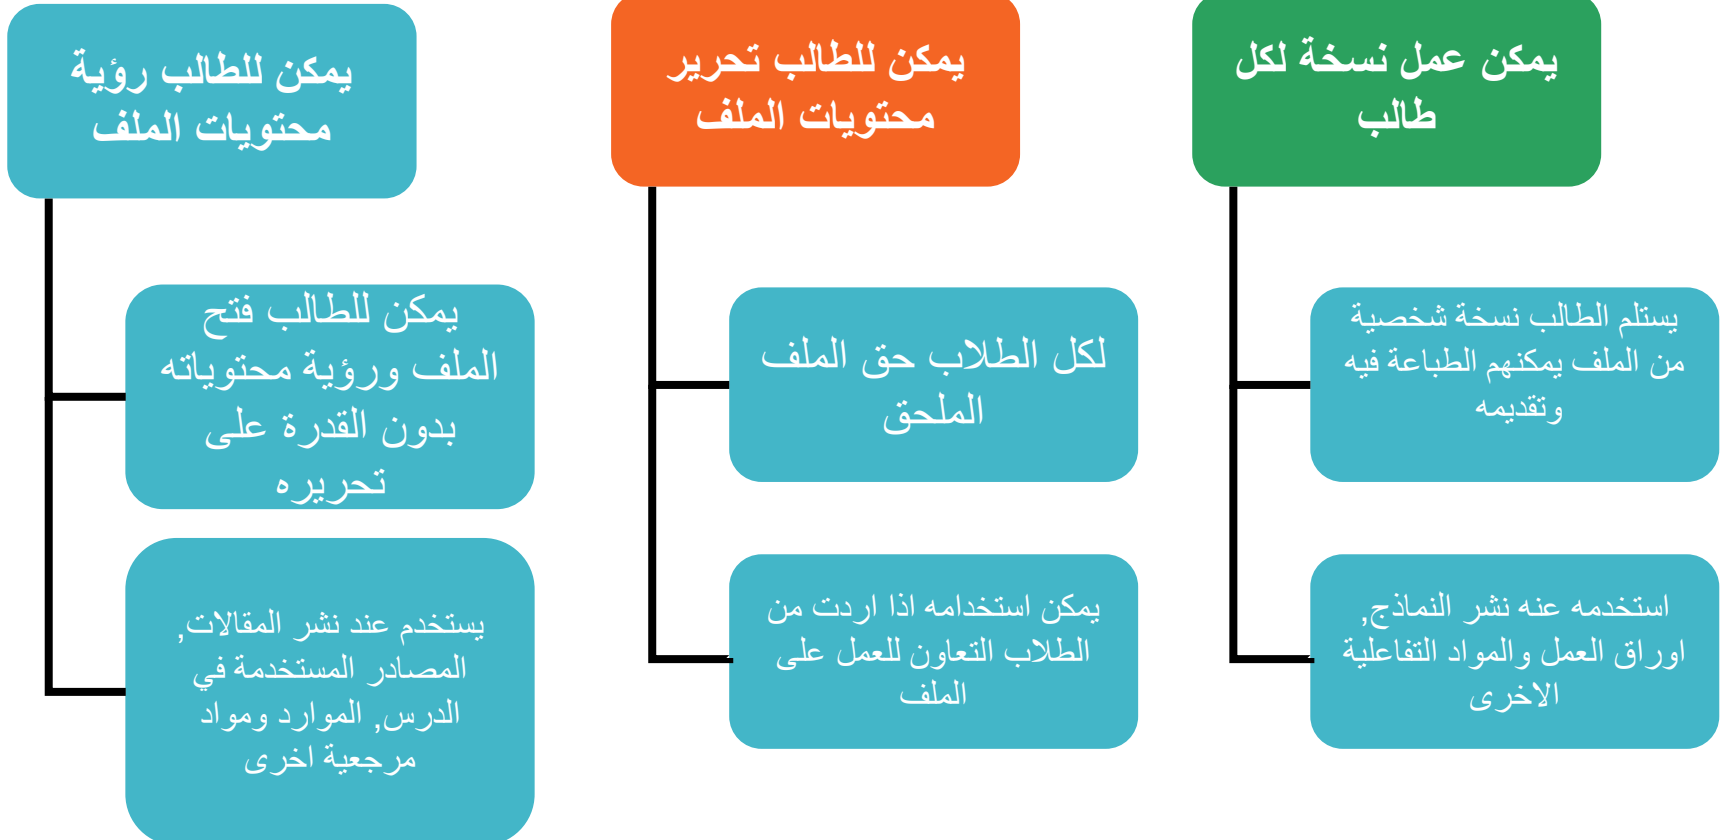 يمكن عمل نسخة لكل
طالب
يستلم الطالب نسخة شخصية
من الملف يمكنهم الطباعة فيه
وتقديمه
استخدمه عنه نشر النماذج,
اوراق العمل والمواد التفاعلية
الاخرى
يمكن للطالب تحرير
محتويات الملف
لكل الطلاب حق الملف
الملحق
يمكن استخدامه اذا اردت من
الطلاب التعاون للعمل على
الملف
يمكن للطالب رؤية
محتويات الملف
يمكن للطالب فتح
الملف ورؤية محتوياته
بدون القدرة على
تحريره
يستخدم عند نشر المقالات,
المصادر المستخدمة في
الدرس, الموارد ومواد
مرجعية اخرى